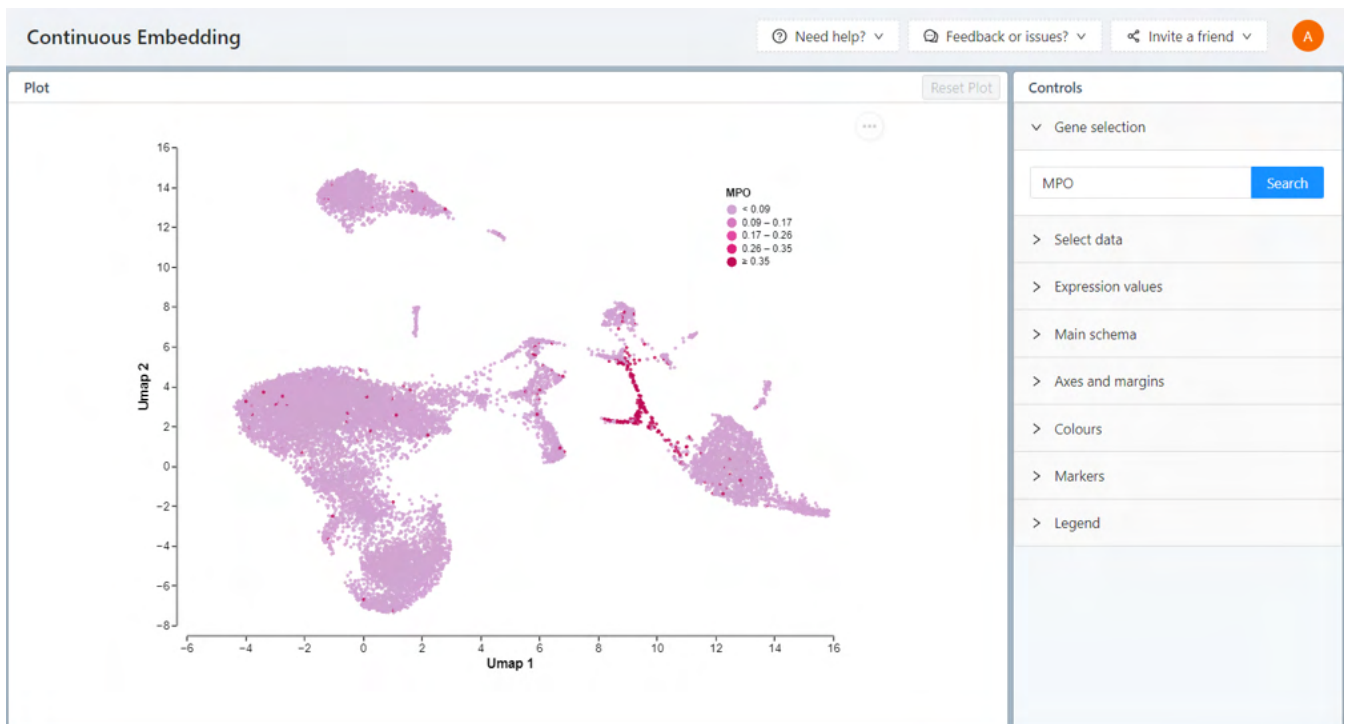 Continuous Embedding
Need help?
Feedback or issues?
Invite a friend
A
Plot
Reset Plot
Controls
Gene selection
MPO
Search
Select data
Expression values
Main schema
Axes and margins
Colours
Markers
Legend
MPO
< 0.09
0.09 – 0.17
0.17 – 0.26
0.26 – 0.35
≥ 0.35
Umap 2
16
14
12
10
8
6
4
2
0
−2
−4
−6
−8
−6
−4
−2
0
2
4
6
8
10
12
14
16
Umap 1